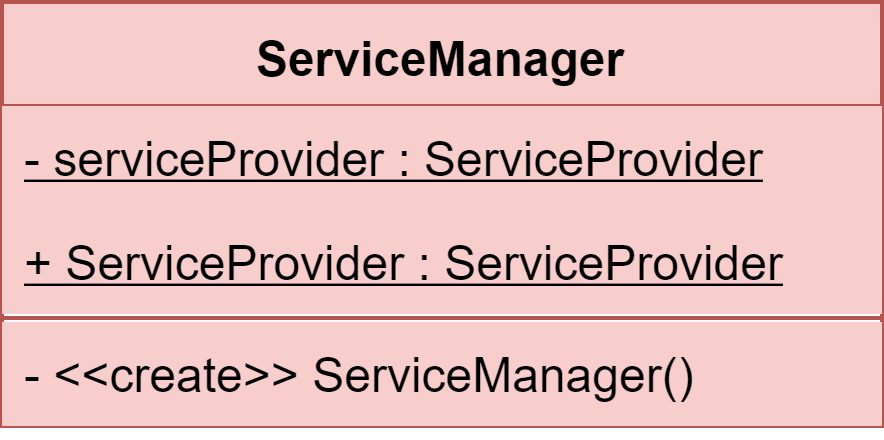 ServiceManager
- serviceProvider : ServiceProvider
+ ServiceProvider : ServiceProvider
- <<create>> ServiceManager()